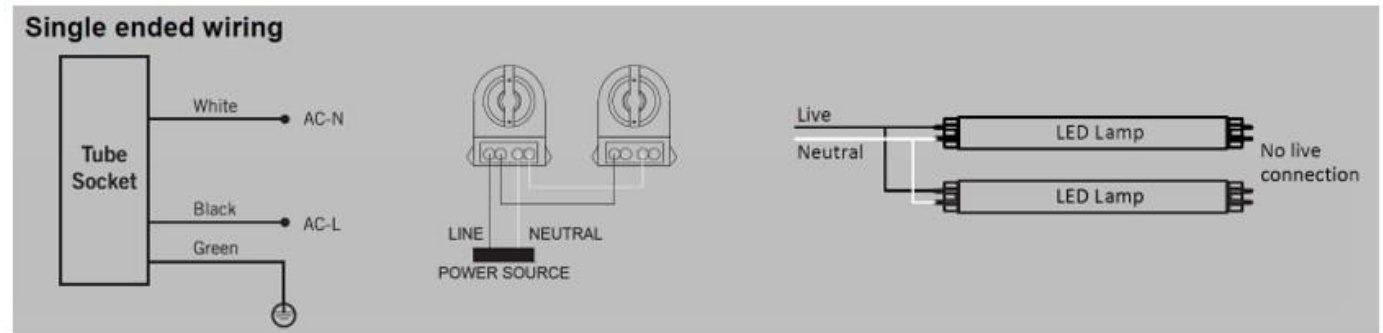 Single ended wiring
Tube
Socket
White
AC-N
Black
AC-L
Green
LINE
NEUTRAL
POWER SOURCE
Live
Neutral
LED Lamp
LED Lamp
No live
connection